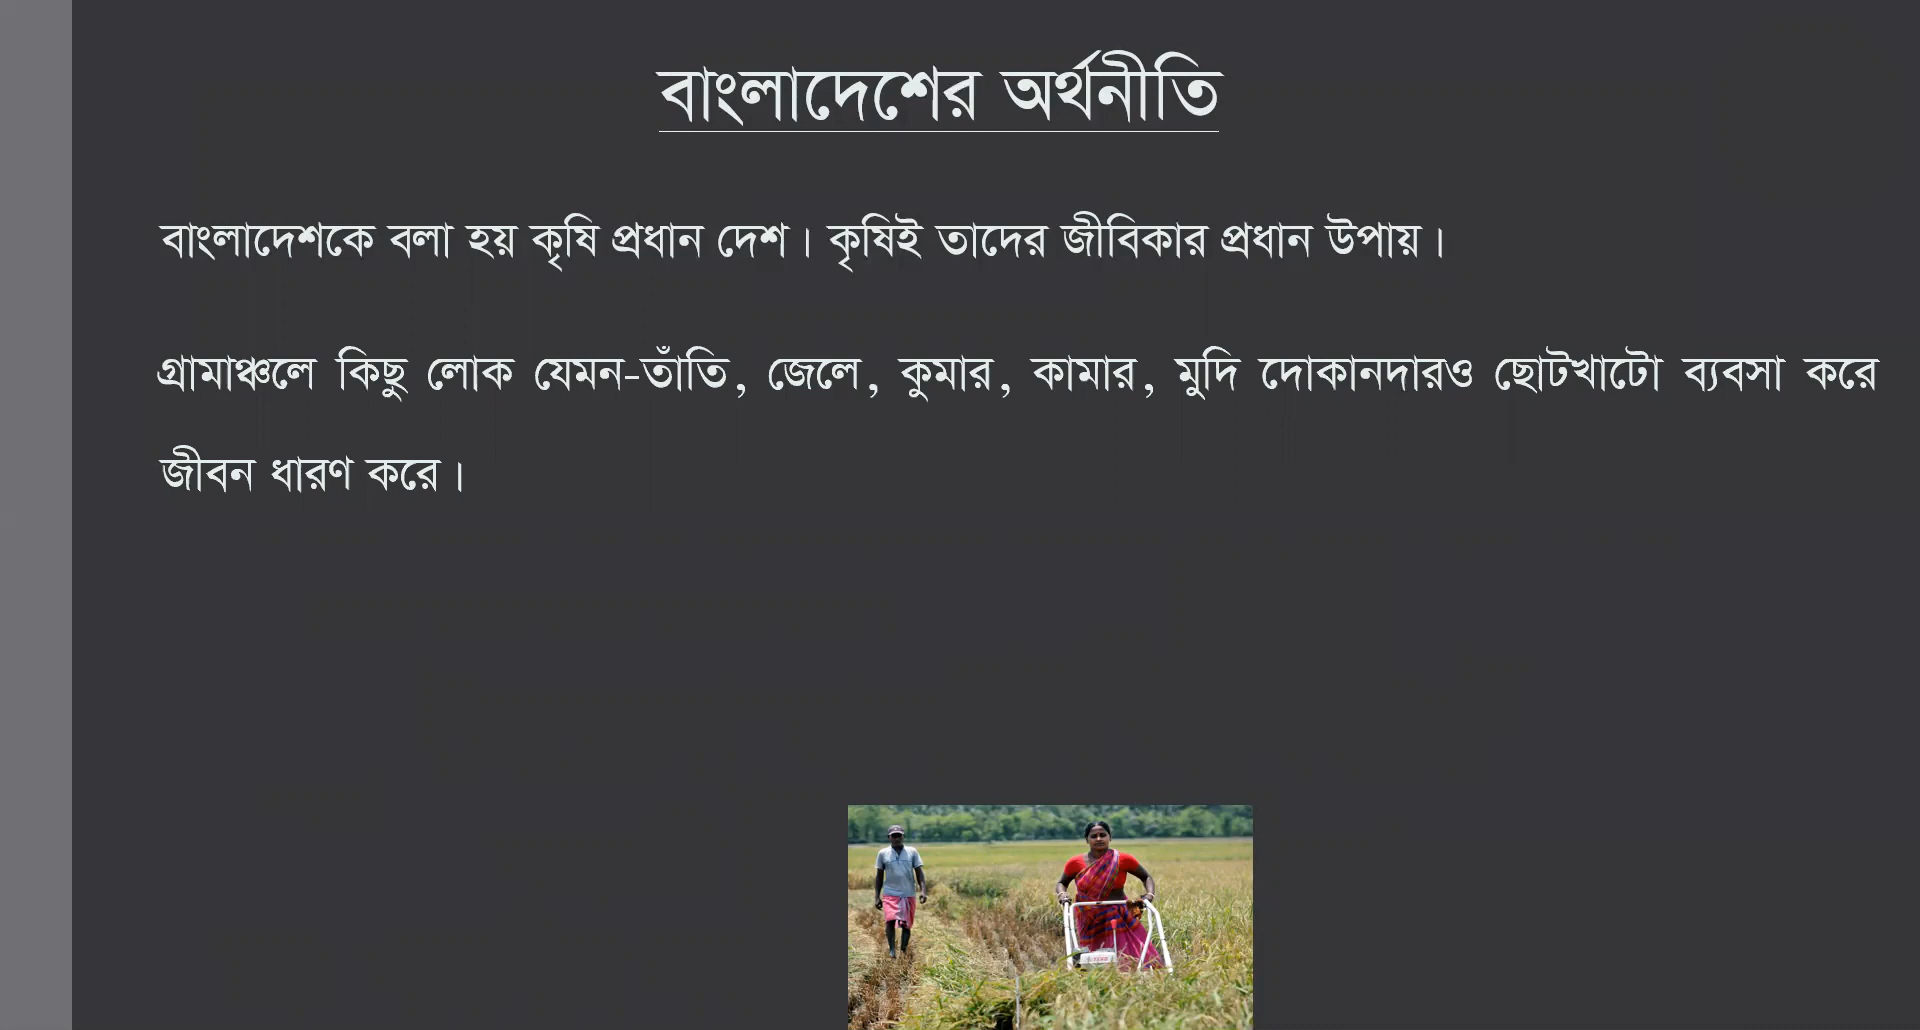 বাংলাদেশের অর্থনীতি
বাংলাদেশকে বলা হয় কৃষি প্রধান দেশ। কৃষিই তাদের জীবিকার প্রধান উপায়।
গ্রামাঞ্চলে কিছু লোক যেমন-তাঁতি, জেলে, কুমার, কামার, মুদি দোকানদারও ছোটখাটো ব্যবসা করে
জীবন ধারণ করে।